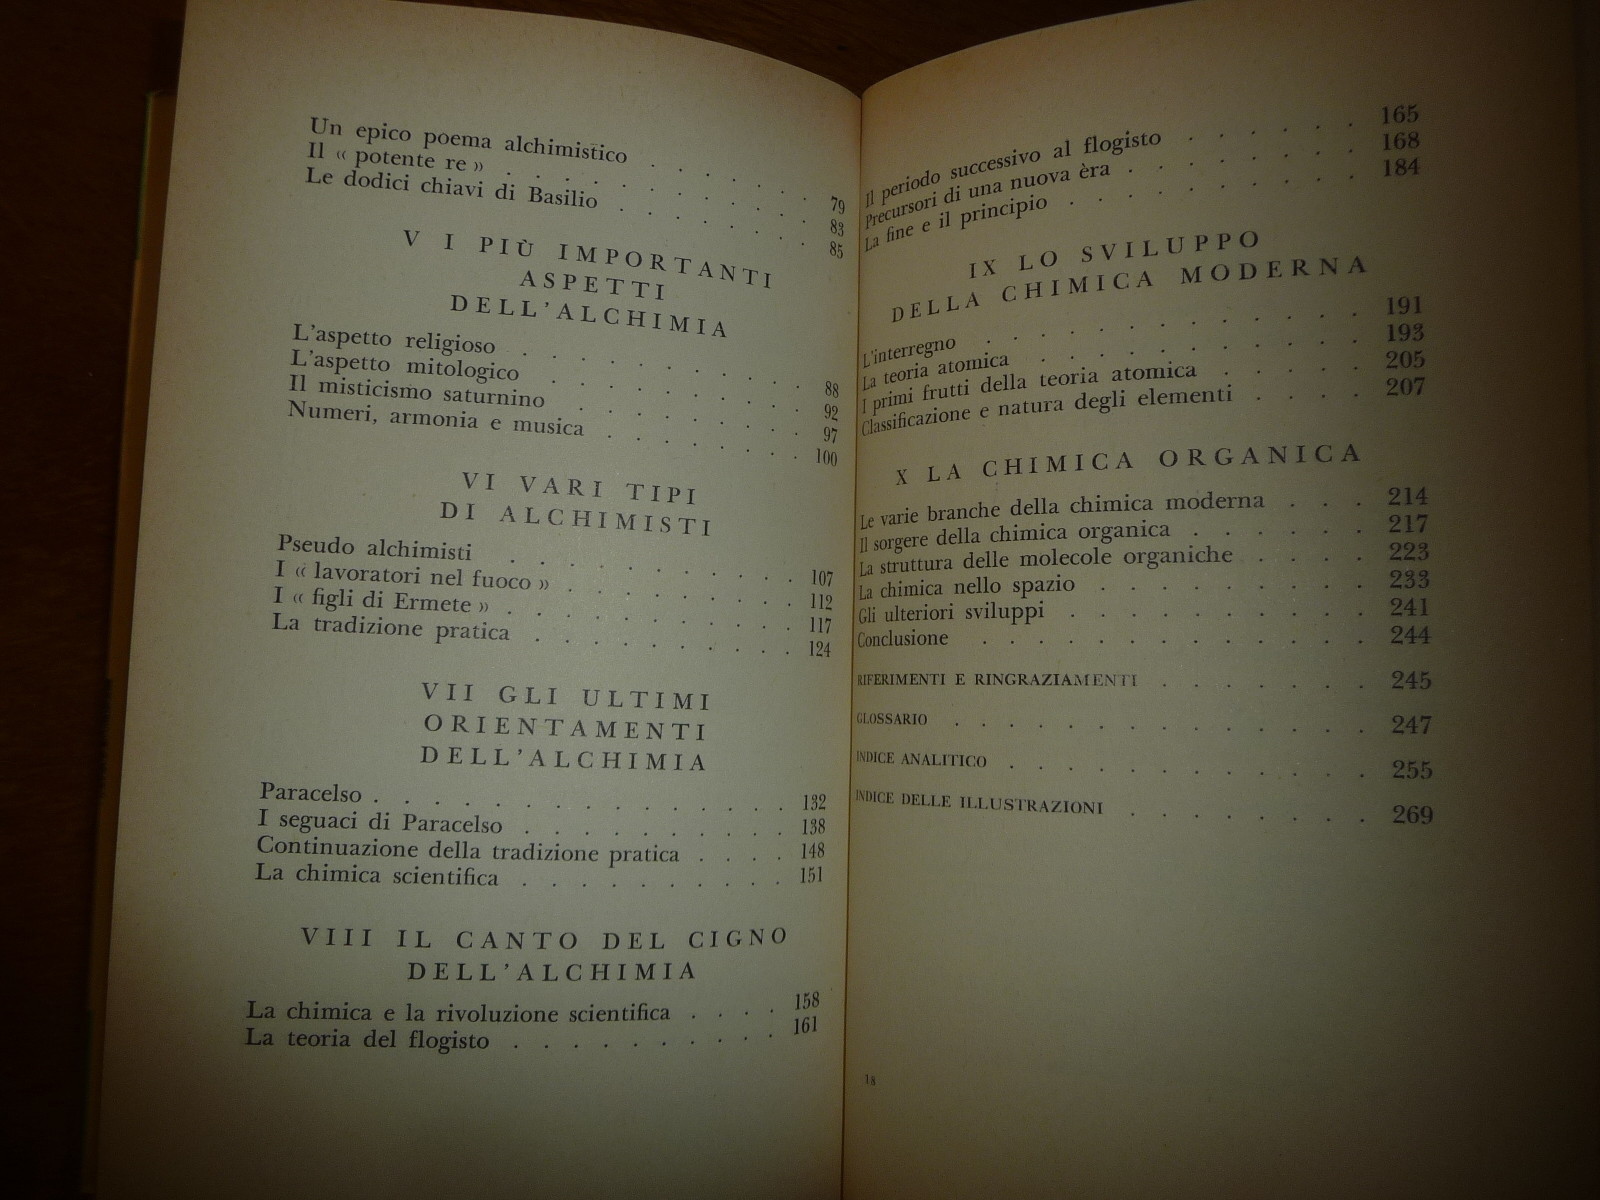 Un epico poema alchimistico . . . . . . 79
Il « potente re » . . . . . . . . . . 83
Le dodici chiavi di Basilio . . . . . . . 85
V I PIÙ IMPORTANTI
ASPETTI
DELL'ALCHIMIA
L'aspetto religioso . . . . . . . . . . 88
L'aspetto mitologico . . . . . . . . . 92
Il misticismo saturnino . . . . . . . . 97
Numeri, armonia e musica . . . . . . . 100
VI VARI TIPI
DI ALCHIMISTI
Pseudo alchimisti . . . . . . . . . . 107
I « lavoratori nel fuoco » . . . . . . . . 112
I « figli di Ermete » . . . . . . . . . . 117
La tradizione pratica . . . . . . . . . 124
VII GLI ULTIMI
ORIENTAMENTI
DELL'ALCHIMIA
Paracelso . . . . . . . . . . . . . . 132
I seguaci di Paracelso . . . . . . . . . 138
Continuazione della tradizione pratica . . . . 148
La chimica scientifica . . . . . . . . . 151
VIII IL CANTO DEL CIGNO
DELL'ALCHIMIA
La chimica e la rivoluzione scientifica . . . . 158
La teoria del flogisto . . . . . . . . . 161
Il periodo successivo al flogisto . . . . . . 165
Precursori di una nuova èra . . . . . . . . 168
La fine e il principio . . . . . . . . . . 184
IX LO SVILUPPO
DELLA CHIMICA MODERNA
L'interregno . . . . . . . . . . . . . 191
La teoria atomica . . . . . . . . . . . 193
I primi frutti della teoria atomica . . . . . 205
Classificazione e natura degli elementi . . . . 207
X LA CHIMICA ORGANICA
Le varie branche della chimica moderna . . . 214
Il sorgere della chimica organica . . . . . . 217
La struttura delle molecole organiche . . . . 223
La chimica nello spazio . . . . . . . . . 233
Gli ulteriori sviluppi . . . . . . . . . . 241
Conclusione . . . . . . . . . . . . . 244
RIFERIMENTI E RINGRAZIAMENTI . . . . . . . 245
GLOSSARIO . . . . . . . . . . . . . . 247
INDICE ANALITICO . . . . . . . . . . . . 255
INDICE DELLE ILLUSTRAZIONI . . . . . . . . 269
18